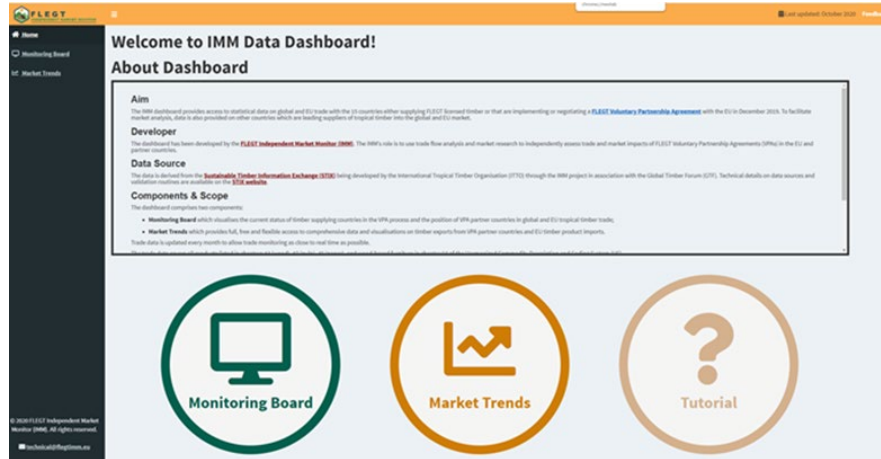 FLEGT
Last updated: October 2020
Home
Monitoring Board
Market Trends
Welcome to IMM Data Dashboard!
About Dashboard
Aim
The IMM dashboard provides access to statistical data on global and EU trade with the 15 countries either supplying FLEGT licensed timber or that are implementing or negotiating a FLEGT Voluntary Partnership Agreement with the EU in December 2019. To facilitate
market analysis, data is also provided on other countries which are leading suppliers of tropical timber into the global and EU market.
Developer
The dashboard has been developed by the FLEGT Independent Market Monitor (IMM). The IMM's role is to use trade flow analysis and market research to independently assess trade and market impacts of FLEGT Voluntary Partnership Agreements (VPAs) in the EU and
partner countries.
Data Source
The data is derived from the Sustainable Timber Information Exchange (STIX) being developed by the International Tropical Timber Organisation (ITTO) through the IMM project in association with the Global Timber Forum (GTF). Technical details on data sources and
validation routines are available on the STIX website.
Components & Scope
The dashboard comprises two components:
• Monitoring Board which visualises the current status of timber supplying countries in the VPA process and the position of VPA partner countries in global and EU tropical timber trade;
• Market Trends which provides full, free and flexible access to comprehensive data and visualisations on timber exports from VPA partner countries and EU timber product imports.
Trade data is updated every month to allow trade monitoring as close to real time as possible.
Monitoring Board
Market Trends
?
Tutorial
© 2020 FLEGT Independent Market
Monitor (IMM). All rights reserved.
technical@flegtimm.eu